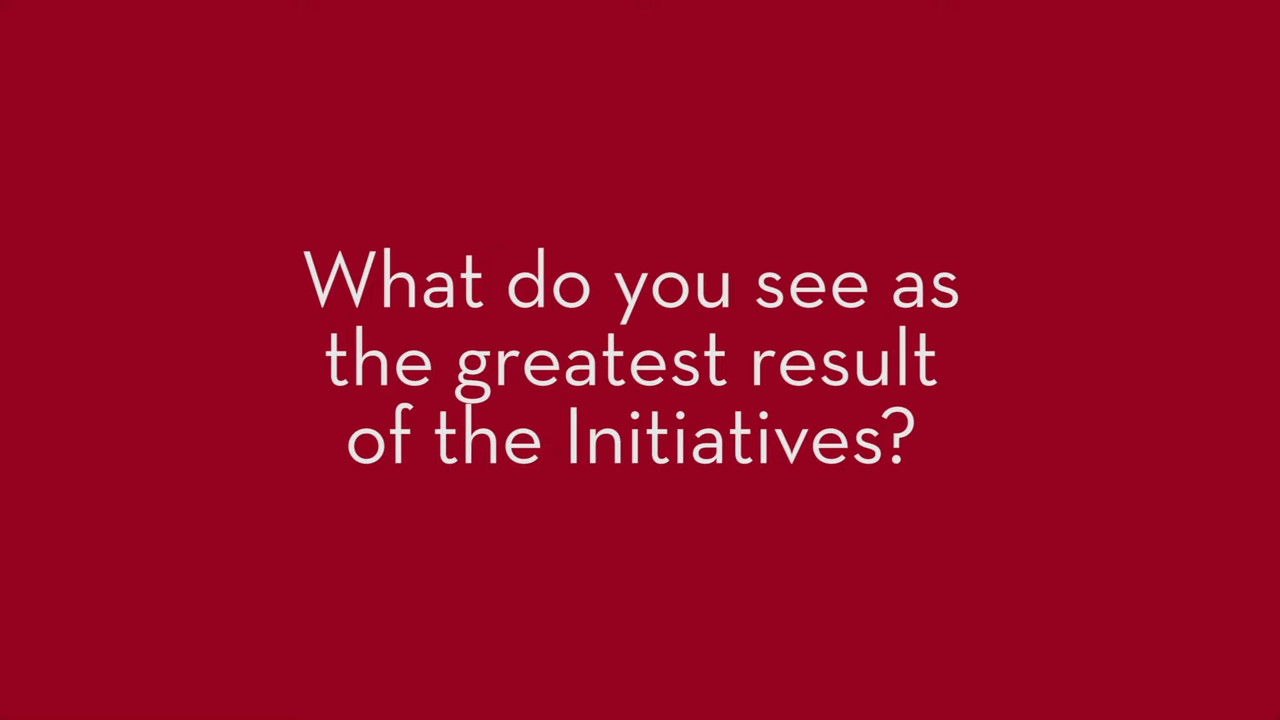 What do you see as
the greatest result
of the Initiatives?